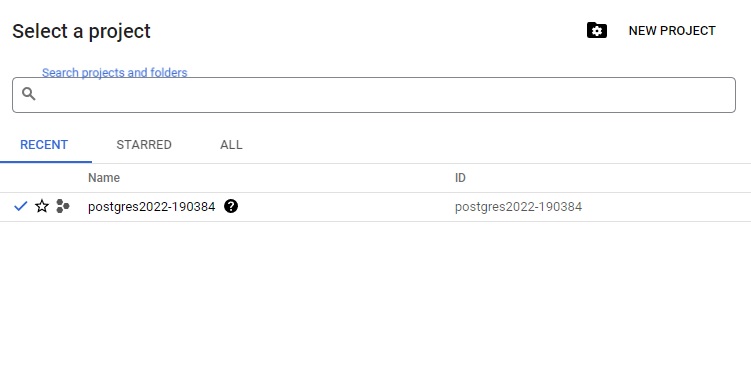 Select a project
NEW PROJECT
Search projects and folders
RECENT STARRED ALL
Name ID
postgres2022-190384 postgres2022-190384